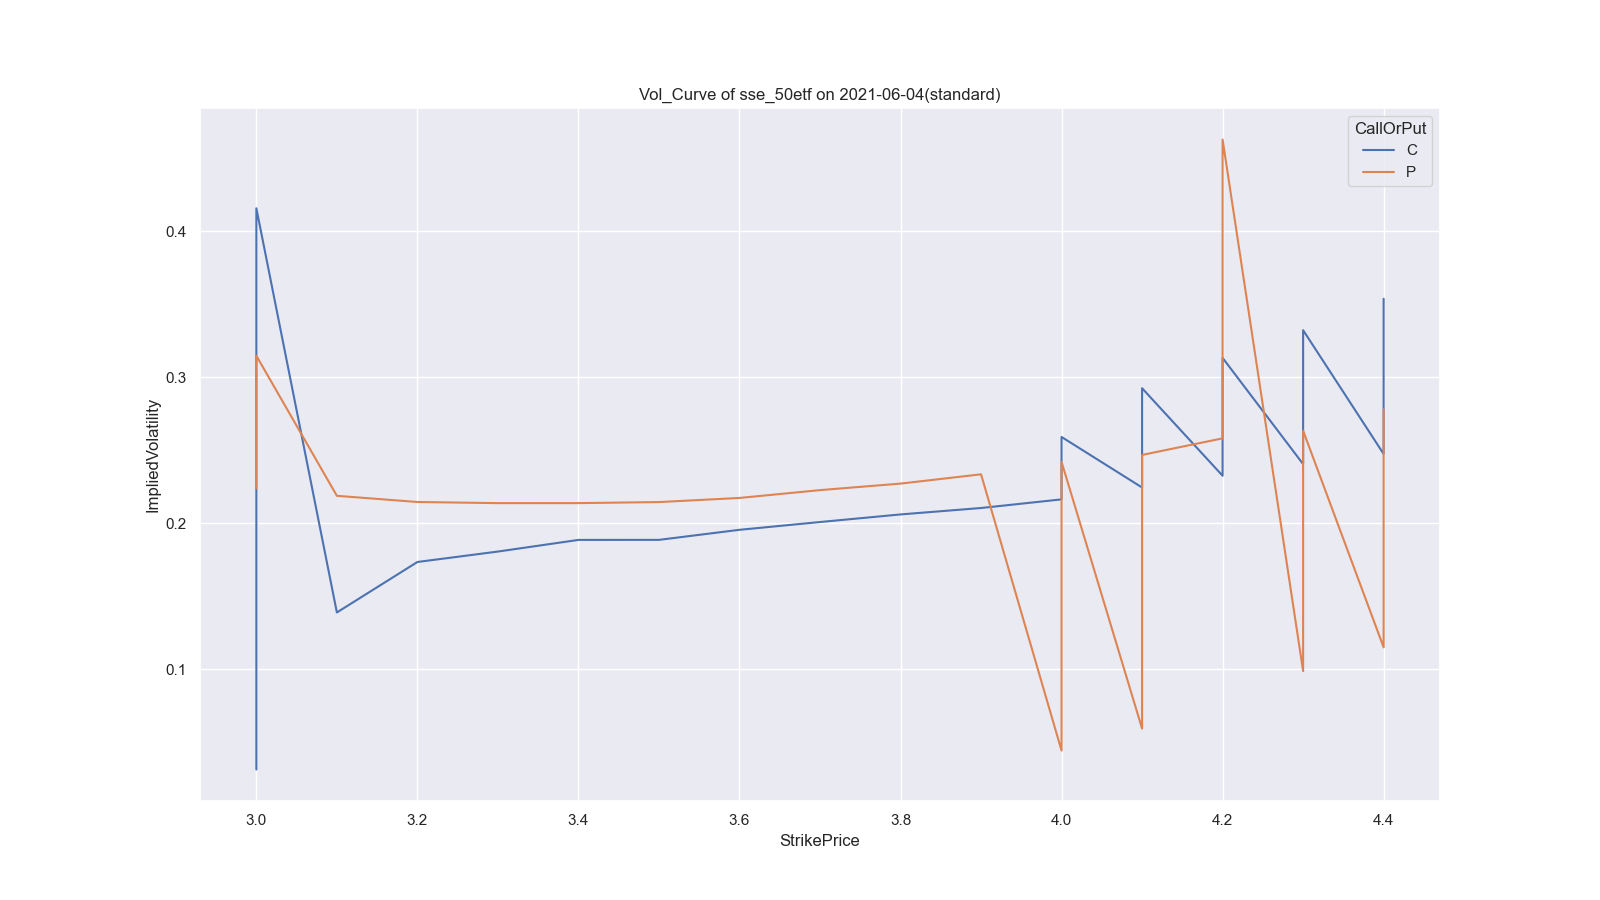 Vol_Curve of sse_50etf on 2021-06-04(standard)
CallOrPut
C
P
0.4
0.3
0.2
0.1
ImpliedVolatility
3.0 3.2 3.4 3.6 3.8 4.0 4.2 4.4
StrikePrice